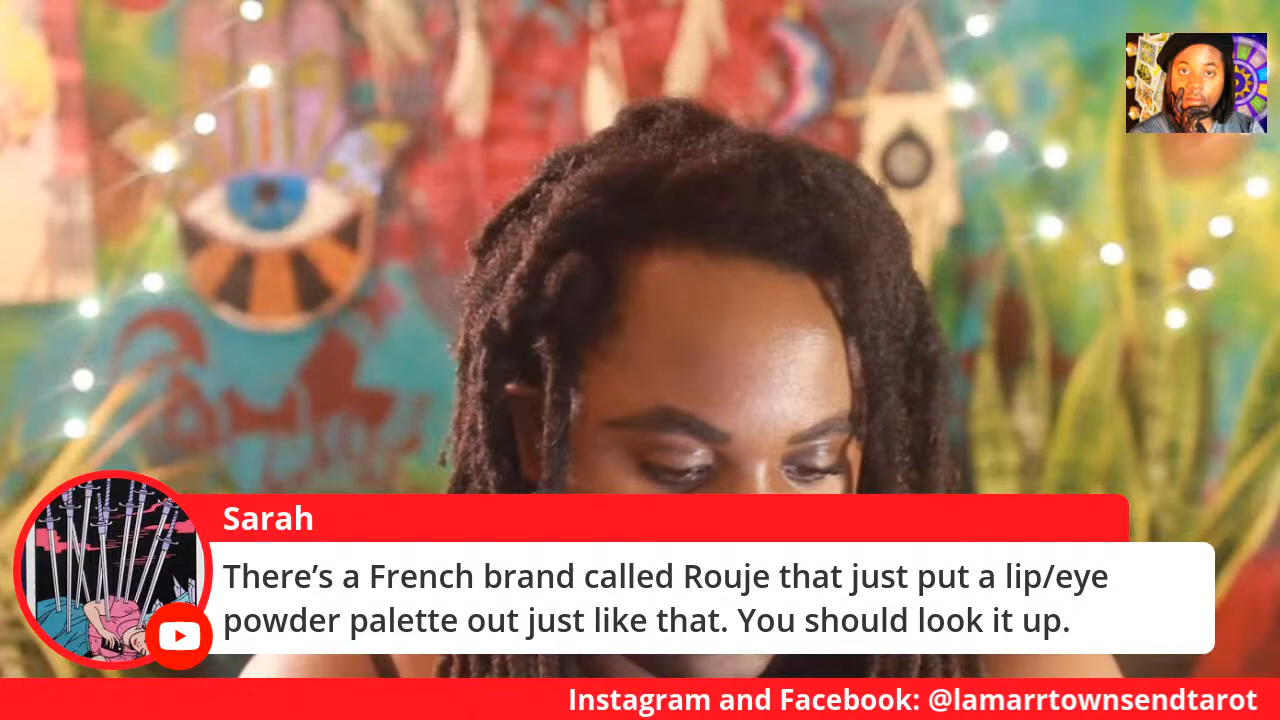 Sarah
There’s a French brand called Rouje that just put a lip/eye
powder palette out just like that. You should look it up.
Instagram and Facebook: @lamarrtownsendtarot